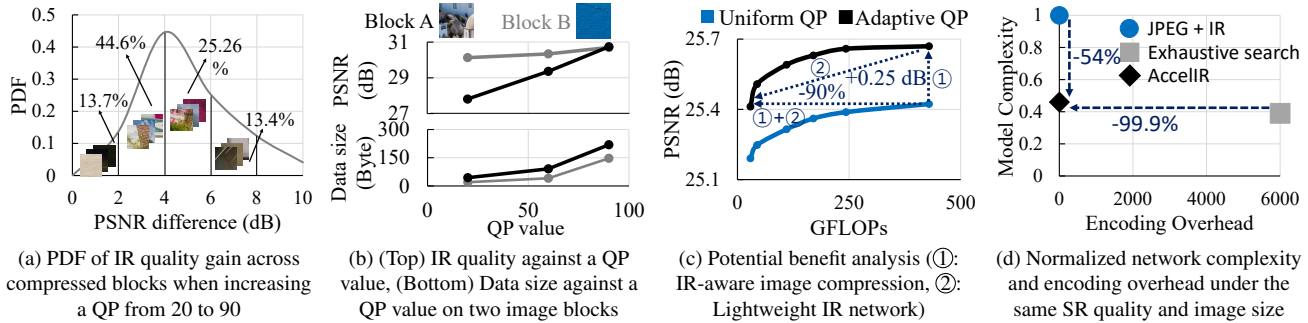 0.5
0.4
0.3
0.2
0.1
0
PDF
44.6%
25.26
%
13.7%
13.4%
0 2 4 6 8 10
PSNR difference (dB)
(a) PDF of IR quality gain across
compressed blocks when increasing
a QP from 20 to 90
Block A
Block B
31
29
27
PSNR
(dB)
300
150
0
Data size
(Byte)
0 50 100
QP value
(b) (Top) IR quality against a QP
value, (Bottom) Data size against a
QP value on two image blocks
Uniform QP Adaptive QP
25.7
25.4
25.1
PSNR (dB)
②
+0.25 dB ①
-90%
①+②
0 250 500
GFLOPs
(c) Potential benefit analysis (①:
IR-aware image compression, ②:
Lightweight IR network)
1
0.8
0.6
0.4
0.2
0
Model Complexity
JPEG + IR
Exhaustive search
AccelIR
-54%
-99.9%
0 2000 4000 6000
Encoding Overhead
(d) Normalized network complexity
and encoding overhead under the
same SR quality and image size